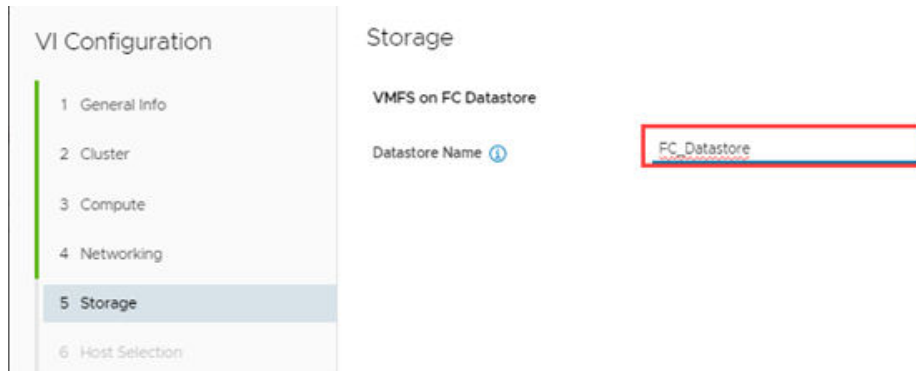 VI Configuration
1 General Info
2 Cluster
3 Compute
4 Networking
5 Storage
6 Host Selection
Storage
VMFS on FC Datastore
Datastore Name
FC_Datastore